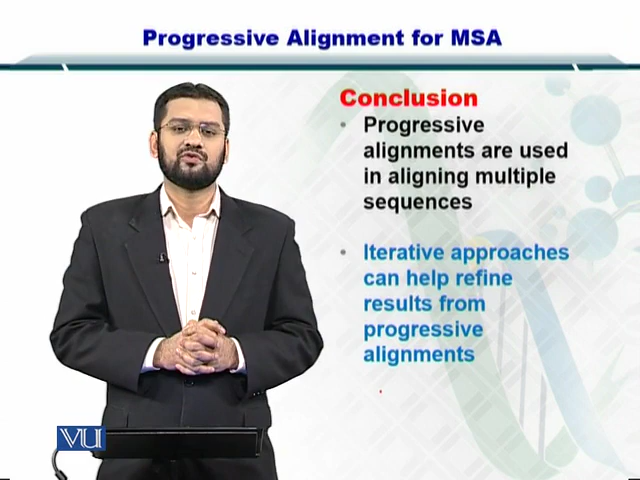 Progressive Alignment for MSA
Conclusion
• Progressive
alignments are used
in aligning multiple
sequences
• Iterative approaches
can help refine
results from
progressive
alignments
VU